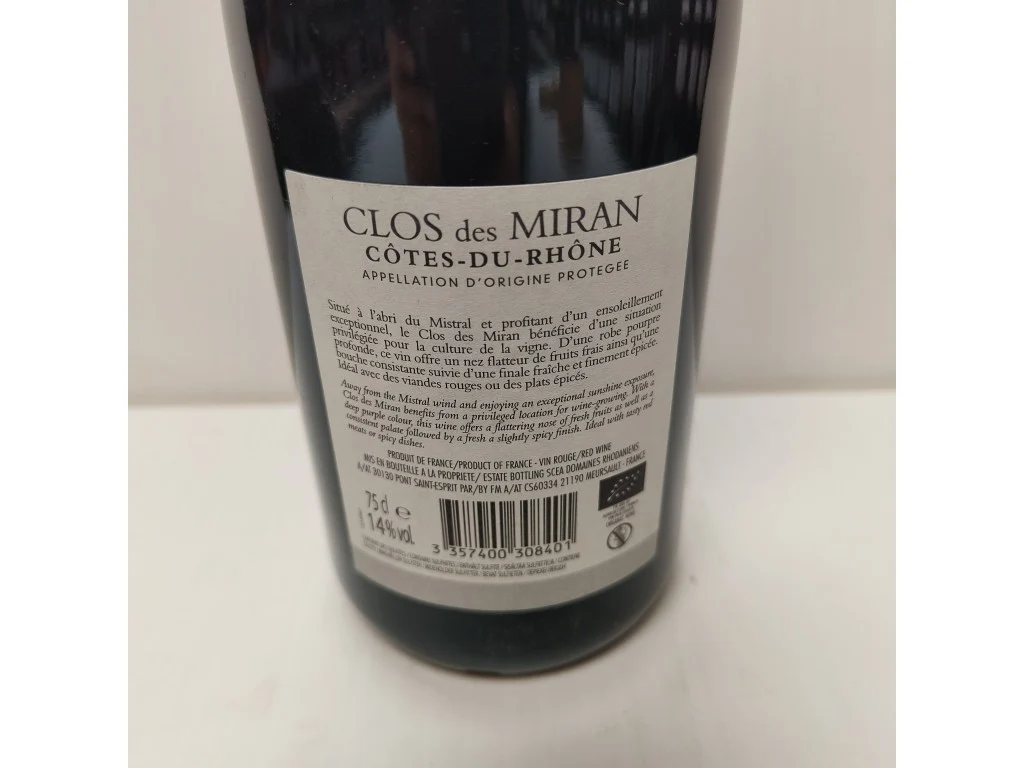 CLOS des MIRAN
CÔTES-DU-RHÔNE
APPELLATION D'ORIGINE PROTEGEE
Situé à l'abri du Mistral et profitant d'un ensoleillement
exceptionnel, le Clos des Miran bénéficie d'une situation
privilégiée pour la culture de la vigne. D'une robe pourpre
profonde, ce vin offre un nez flatteur de fruits frais ainsi qu'une
bouche consistante suivie d'une finale fraîche et finement épicée.
Idéal avec des viandes rouges ou des plats épicés.
Away from the Mistral wind and enjoying an exceptional sunshine exposure,
Clos des Miran benefits from a privileged location for wine-growing. With a
deep purple colour, this wine offers a flattering nose of fresh fruits as well as a
consistent palate followed by a fresh a slightly spicy finish. Ideal with tasty red
meats or spicy dishes.
PRODUIT DE FRANCE/PRODUCT OF FRANCE - VIN ROUGE/RED WINE
MIS EN BOUTEILLE A LA PROPRIETE/ ESTATE BOTTLING SCEA DOMAINES RHODANIENS
A/AT 30130 PONT SAINT-ESPRIT PAR/BY FM A/AT CS60334 21190 MEURSAULT - FRANCE
75 cl e
14% vol.
3 357400 308401
ORGANIC WINE